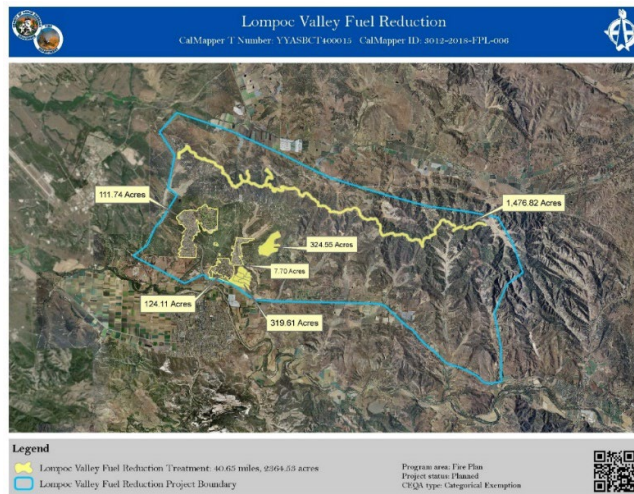 Lompoc Valley Fuel Reduction
CalMapper T Number: YYASBCT400015 CalMapper ID: 3012-2018-FPL-006
111.74 Acres
1,476.82 Acres
324.55 Acres
7.70 Acres
124.11 Acres
319.61 Acres
Legend
Lompoc Valley Fuel Reduction Treatment: 40.65 miles, 2364.53 acres
Lompoc Valley Fuel Reduction Project Boundary
Program area: Fire Plan
Project status: Planned
CEQA type: Categorical Exemption